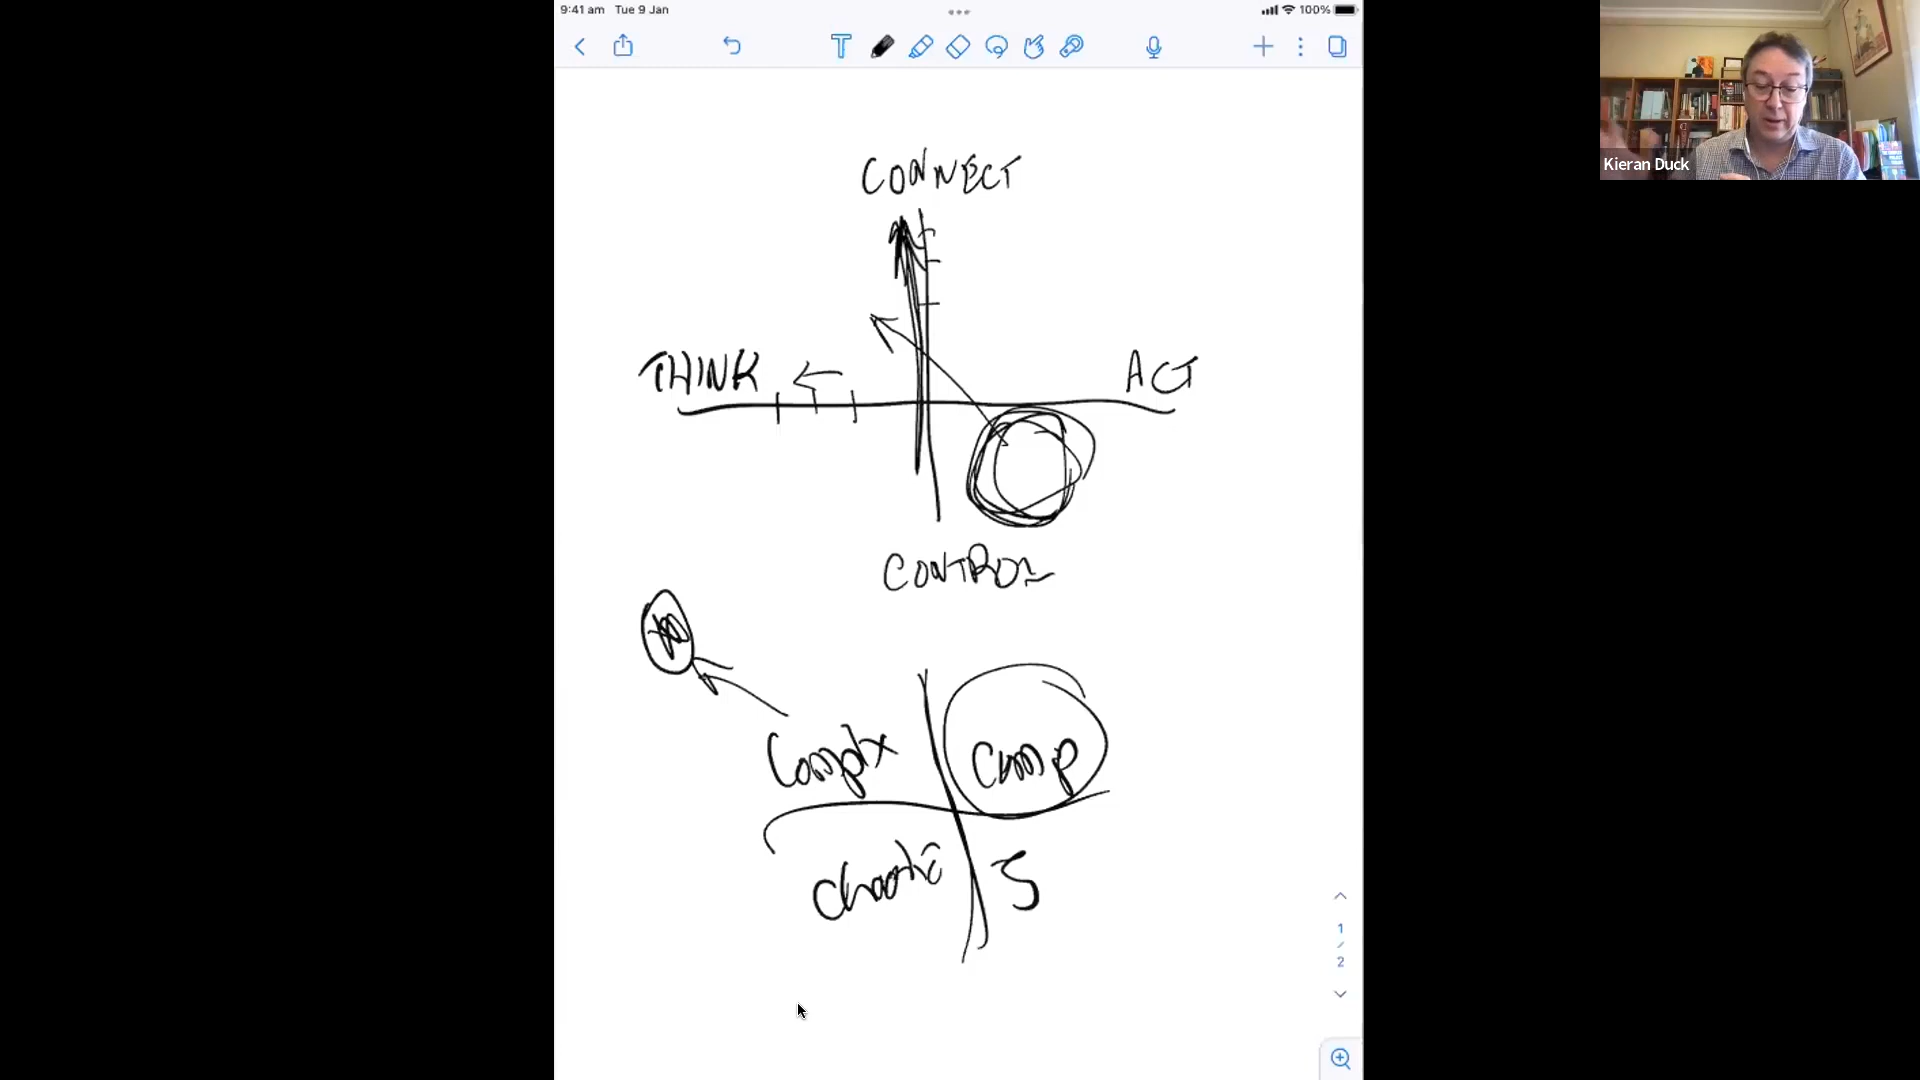 9:41 am Tue 9 Jan
100%
T
Kieran Duck
CONNECT
THINK
ACT
CONTROL
Complx
Comp
Chaotic
S
1
/
2